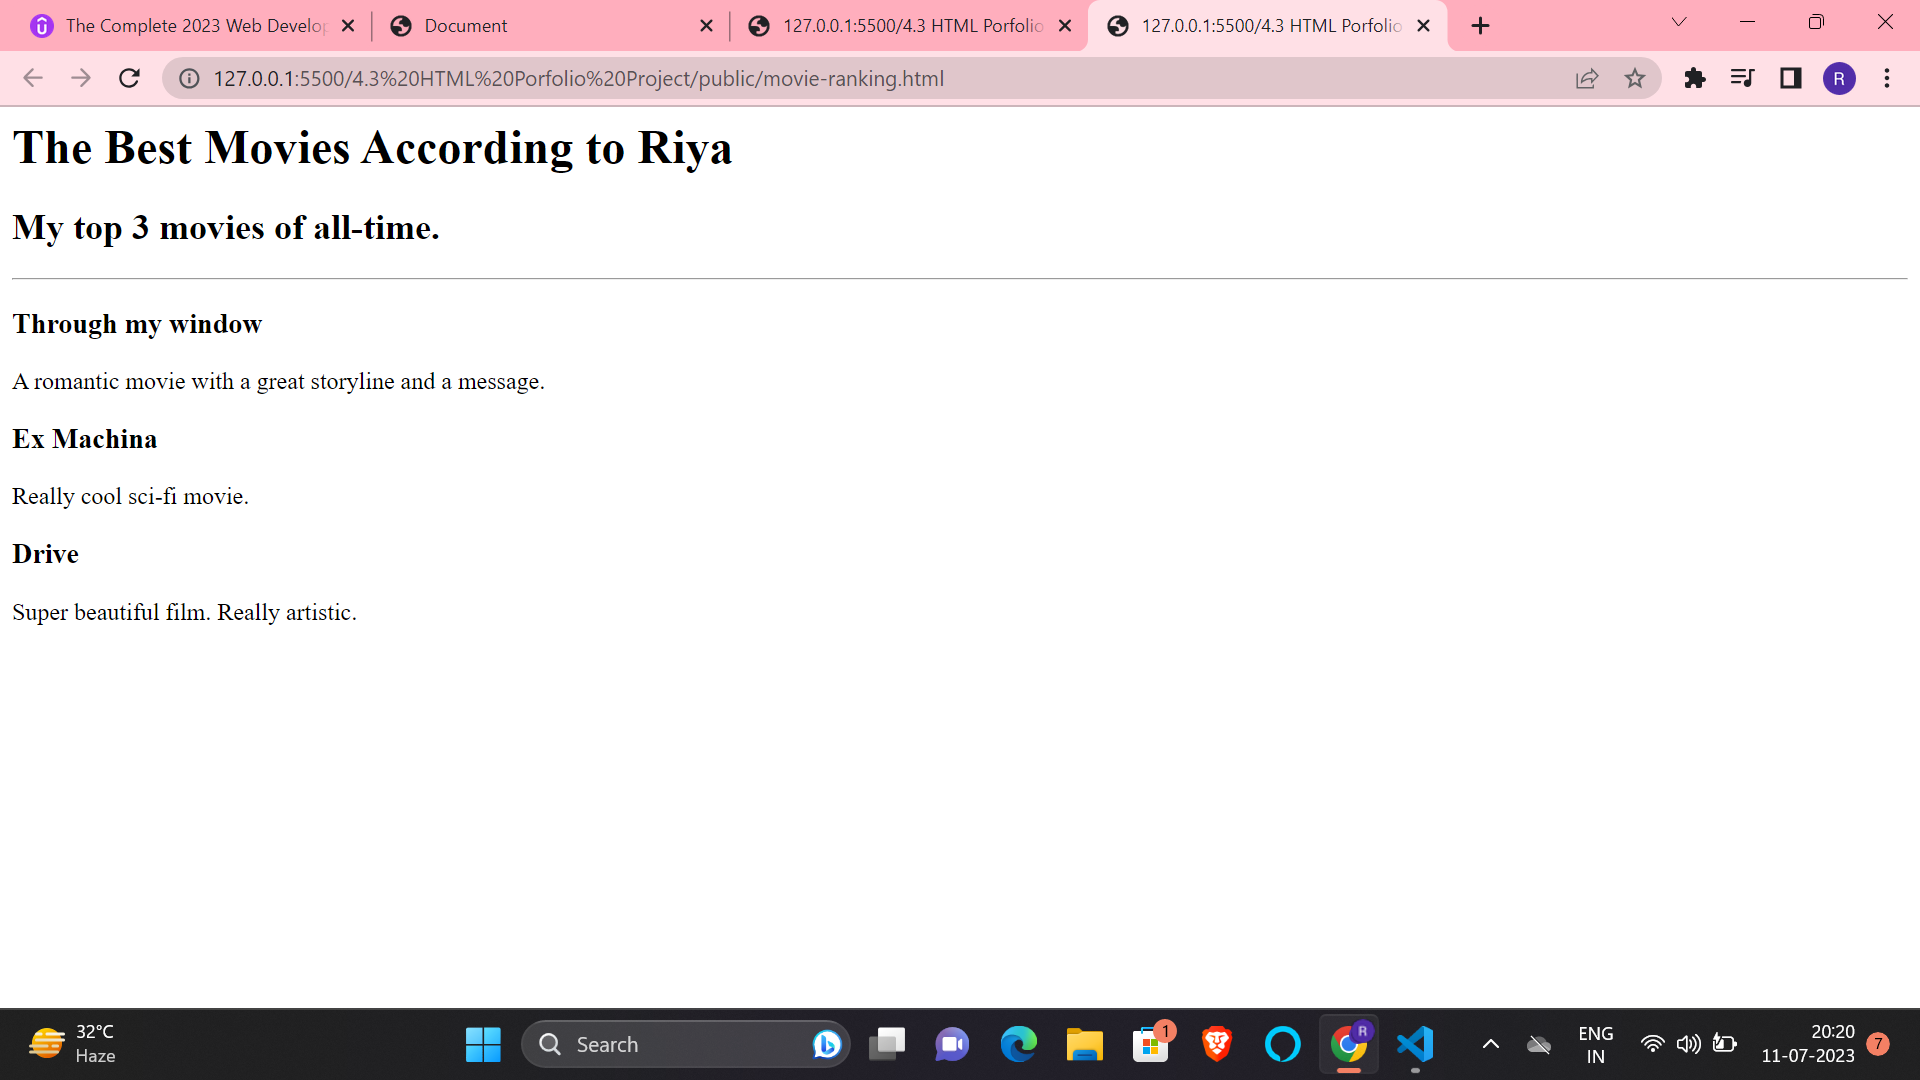 The Complete 2023 Web Develop
Document
127.0.0.1:5500/4.3 HTML Porfolio
127.0.0.1:5500/4.3 HTML Porfolio
127.0.0.1:5500/4.3%20HTML%20Porfolio%20Project/public/movie-ranking.html
R
The Best Movies According to Riya
My top 3 movies of all-time.
Through my window
A romantic movie with a great storyline and a message.
Ex Machina
Really cool sci-fi movie.
Drive
Super beautiful film. Really artistic.
32°C
Haze
Search
1
R
ENG
IN
20:20
11-07-2023
7